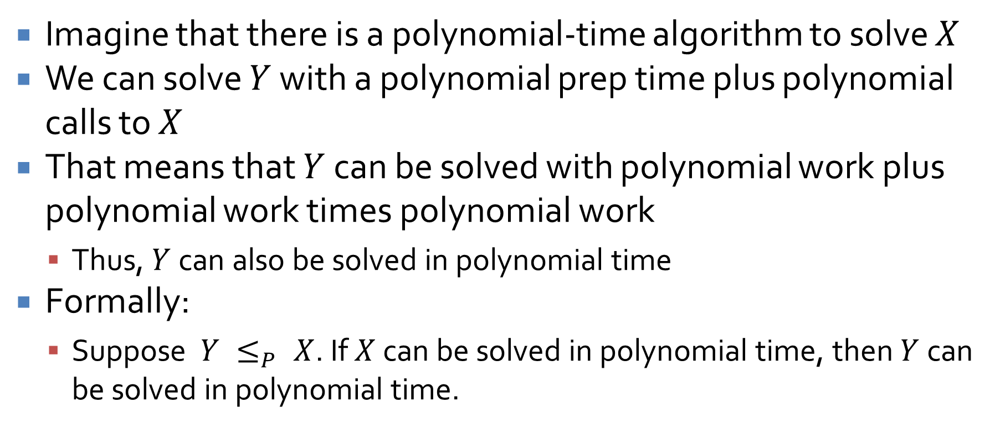 Imagine that there is a polynomial-time algorithm to solve X
We can solve Y with a polynomial prep time plus polynomial
calls to X
That means that Y can be solved with polynomial work plus
polynomial work times polynomial work
Thus, Y can also be solved in polynomial time
Formally:
Suppose Y ≤P X. If X can be solved in polynomial time, then Y can
be solved in polynomial time.